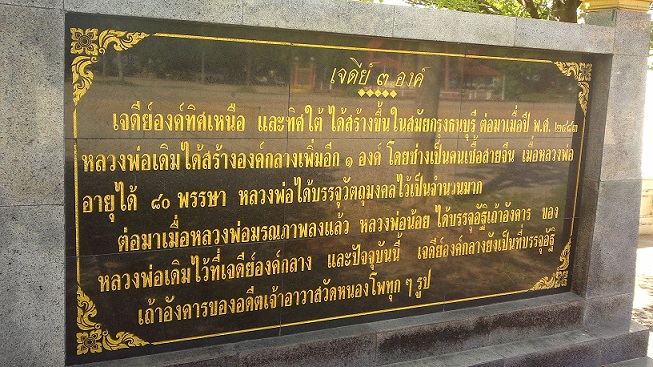 เจดีย์ ๓ องค์
เจดีย์องค์ทิศเหนือ และทิศใต้ ได้สร้างขึ้นในสมัยกรุงธนบุรี ต่อมาเมื่อปี พ.ศ. ๒๔๘๓
หลวงพ่อเดิมได้สร้างองค์กลางเพิ่มอีก ๑ องค์ โดยช่างเป็นคนเชื้อสายจีน เมื่อหลวงพ่อ
อายุได้ ๘๐ พรรษา หลวงพ่อได้บรรจุวัตถุมงคลไว้เป็นจำนวนมาก
ต่อมาเมื่อหลวงพ่อมรณภาพลงแล้ว หลวงพ่อน้อย ได้บรรจุอัฐิเถ้าอังคาร ของ
หลวงพ่อเดิมไว้ที่เจดีย์องค์กลาง และปัจจุบันนี้ เจดีย์องค์กลางยังเป็นที่บรรจุอัฐิ
เถ้าอังคารของอดีตเจ้าอาวาสวัดหนองโพทุก ๆ รูป